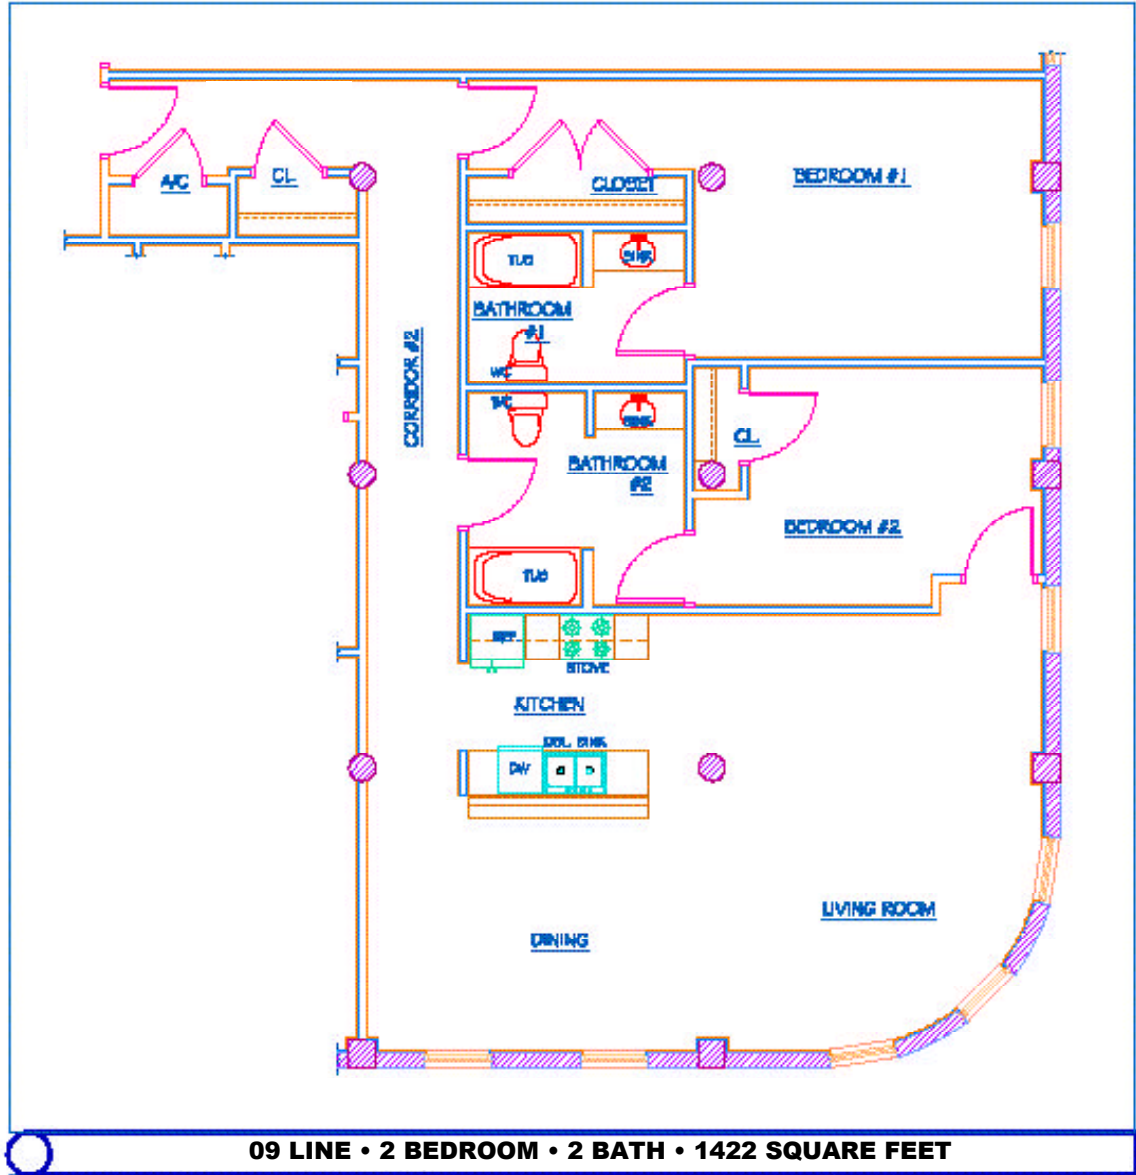 A/C
CL.
CLOSET
BEDROOM #1
TUB
SINK
BATHROOM
#1
WC
CORRIDOR #2
WC
SINK
CL.
BATHROOM
#2
BEDROOM #2
TUB
REF
STOVE
KITCHEN
DBL. SINK
DW
LIVING ROOM
DINING
09 LINE • 2 BEDROOM • 2 BATH • 1422 SQUARE FEET